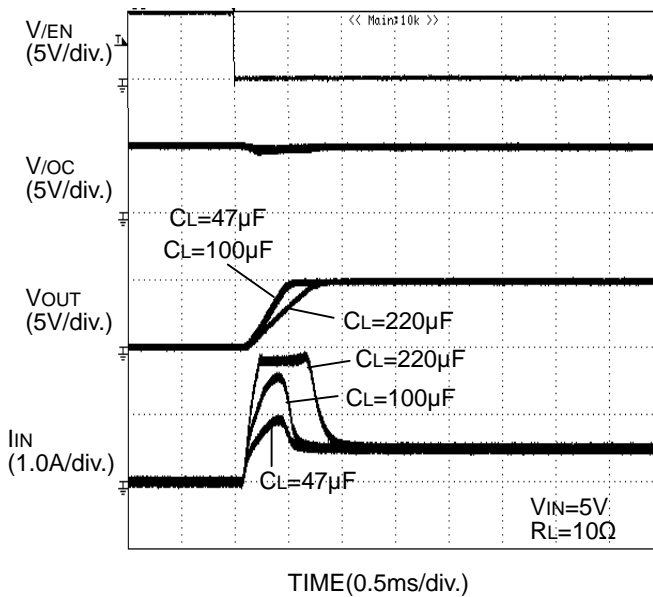 << Main:10k >>
V/EN
(5V/div.)
V/OC
(5V/div.)
CL=47μF
CL=100μF
VOUT
(5V/div.)
CL=220μF
CL=220μF
CL=100μF
IIN
(1.0A/div.)
CL=47μF
VIN=5V
RL=10Ω
TIME(0.5ms/div.)